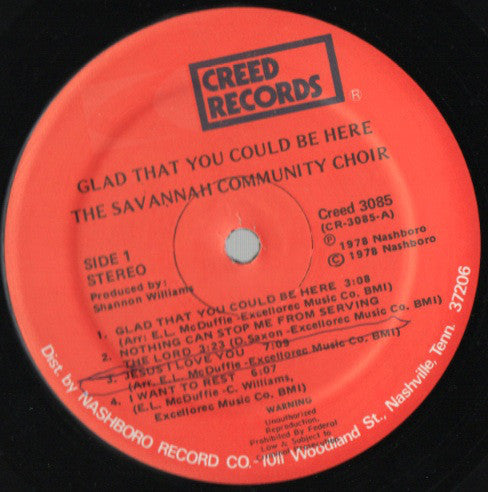 CREED
RECORDS
®
GLAD THAT YOU COULD BE HERE
THE SAVANNAH COMMUNITY CHOIR
SIDE 1
STEREO
Produced by:
Shannon Williams
Creed 3085
(CR-3085-A)
Ⓟ 1978 Nashboro
© 1978 Nashboro
1. GLAD THAT YOU COULD BE HERE 3:08
(Arr: E.L. McDuffie-Excellorec Music Co. BMI)
2. NOTHING CAN STOP ME FROM SERVING
THE LORD 3:23 (D. Saxon-Excellorec Music Co. BMI)
3. JESUS I LOVE YOU 7:09
(Arr. E.L. McDuffie-Excellorec Music Co. BMI)
4. I WANT TO REST 6:07
(E.L. McDuffie-C. Williams,
Excellorec Music Co. BMI)
WARNING
Unauthorized
Reproduction,
Prohibited By Federal
Law & Subject to
Dist. by NASHBORO RECORD CO.-1011 Woodland St., Nashville, Tenn. 37206